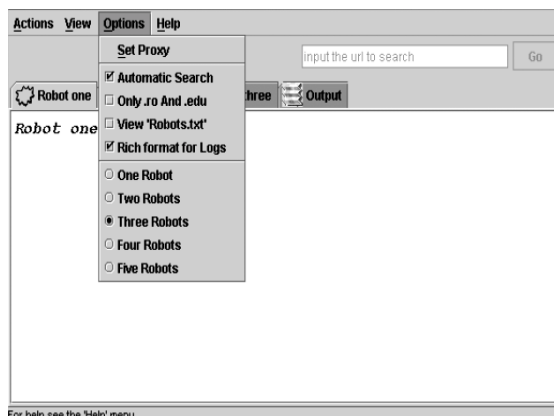 Actions View Options Help
Set Proxy
input the url to search
Go
Automatic Search
Only .ro And .edu
View 'Robots.txt'
Rich format for Logs
One Robot
Two Robots
Three Robots
Four Robots
Five Robots
Robot one
three
Output
Robot one
For help see the 'Help' menu